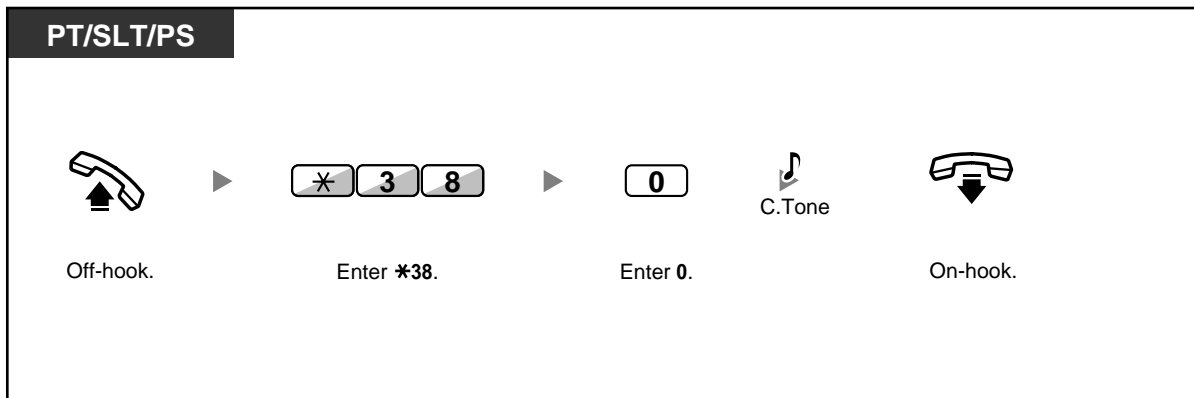 PT/SLT/PS
* 3 8
0
C.Tone
Off-hook.
Enter *38.
Enter 0.
On-hook.